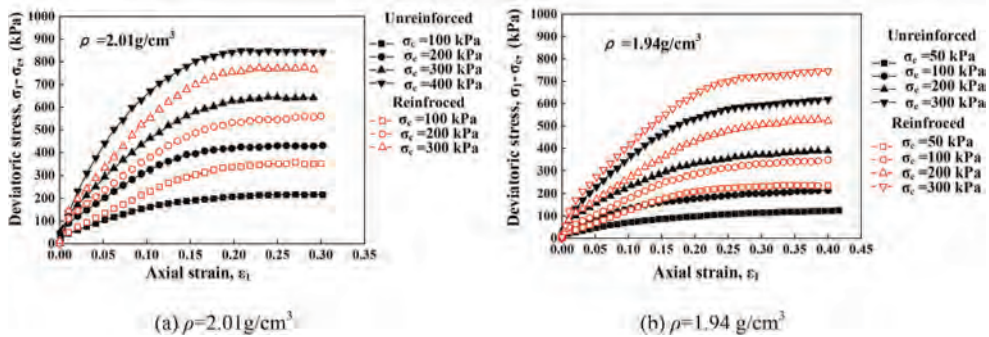 (a)
1000
900
800
700
600
500
400
300
200
100
0
0.00 0.05 0.10 0.15 0.20 0.25 0.30 0.35
Deviatoric stress, σ₁-σc, (kPa)
Axial strain, ε₁
ρ=2.01g/cm³
Unreinforced
σc=100 kPa
σc=200 kPa
σc=300 kPa
σc=400 kPa
Reinfroced
σc=100 kPa
σc=200 kPa
σc=300 kPa
(a) ρ=2.01g/cm³
(b)
1000
900
800
700
600
500
400
300
200
100
0
0.00 0.05 0.10 0.15 0.20 0.25 0.30 0.35 0.40 0.45
Deviatoric stress, σ₁-σc, (kPa)
Axial strain, ε₁
ρ=1.94g/cm³
Unreinforced
σc=50 kPa
σc=100 kPa
σc=200 kPa
σc=300 kPa
Reinfroced
σc=50 kPa
σc=100 kPa
σc=200 kPa
σc=300 kPa
(b) ρ=1.94 g/cm³